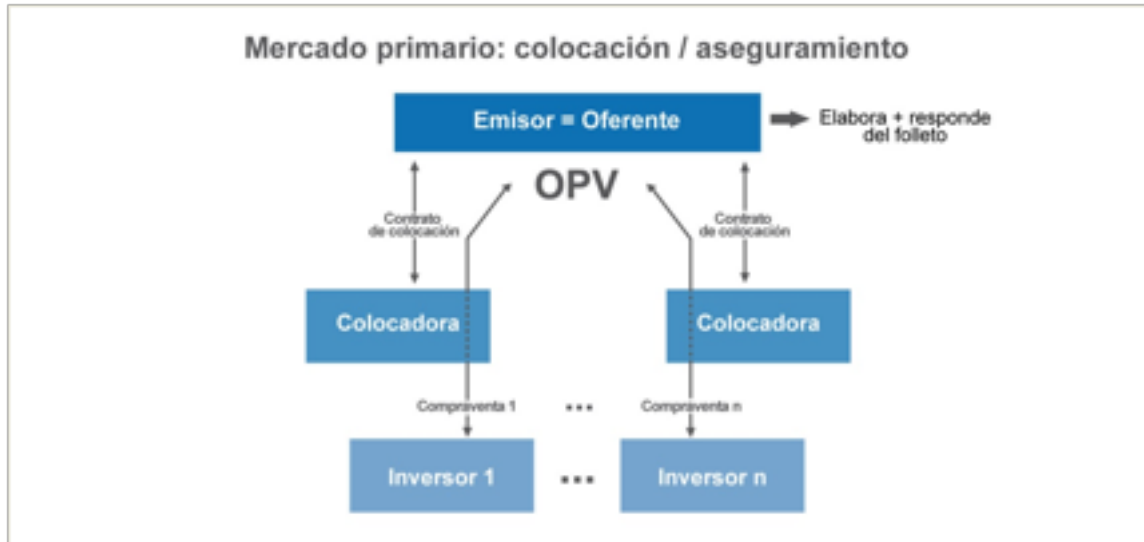 Mercado primario: colocación / aseguramiento
Emisor = Oferente
Elabora + responde
del folleto
OPV
Contrato
de colocación
Contrato
de colocación
Colocadora
Colocadora
Compraventa 1
...
Compraventa n
Inversor 1
...
Inversor n